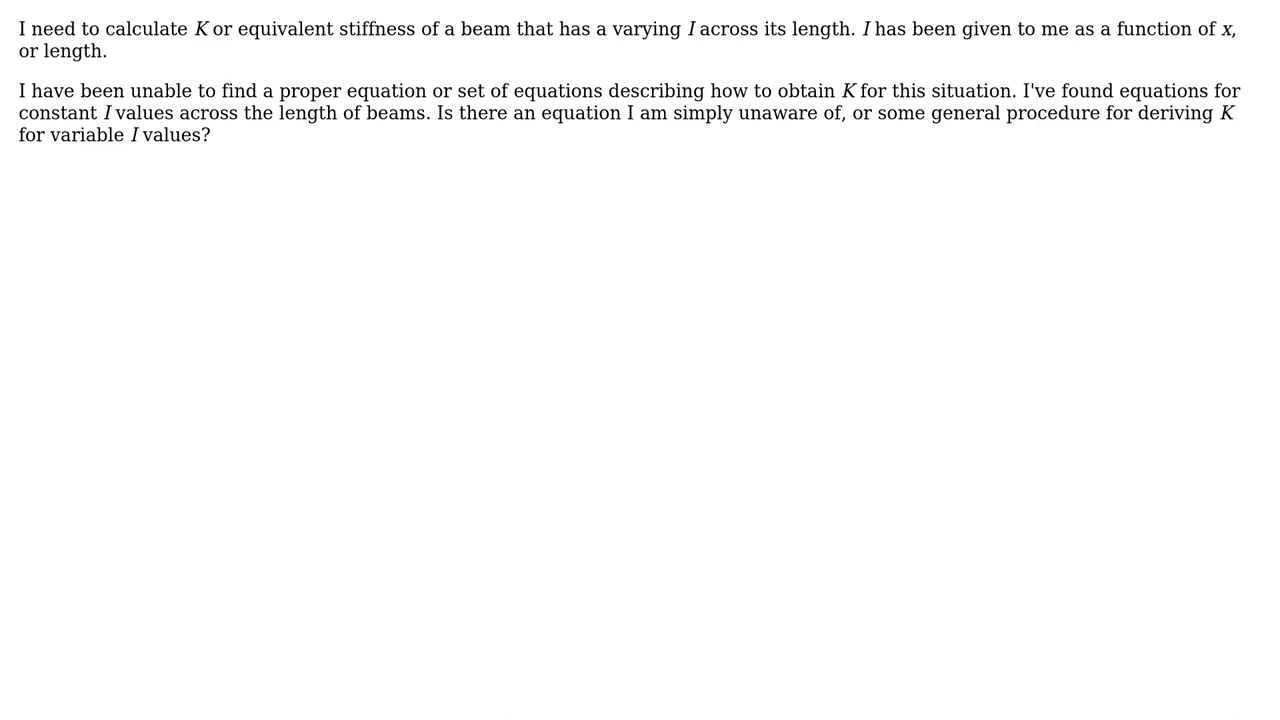 I need to calculate K or equivalent stiffness of a beam that has a varying I across its length. I has been given to me as a function of x,
or length.
I have been unable to find a proper equation or set of equations describing how to obtain K for this situation. I've found equations for
constant I values across the length of beams. Is there an equation I am simply unaware of, or some general procedure for deriving K
for variable I values?